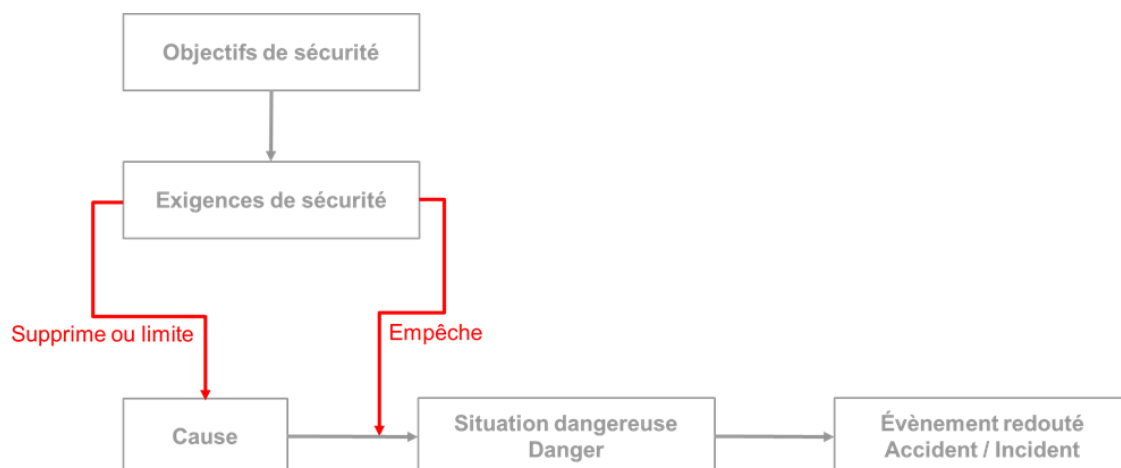 Objectifs de sécurité
Exigences de sécurité
Supprime ou limite
Empêche
Cause
Situation dangereuse
Danger
Évènement redouté
Accident / Incident